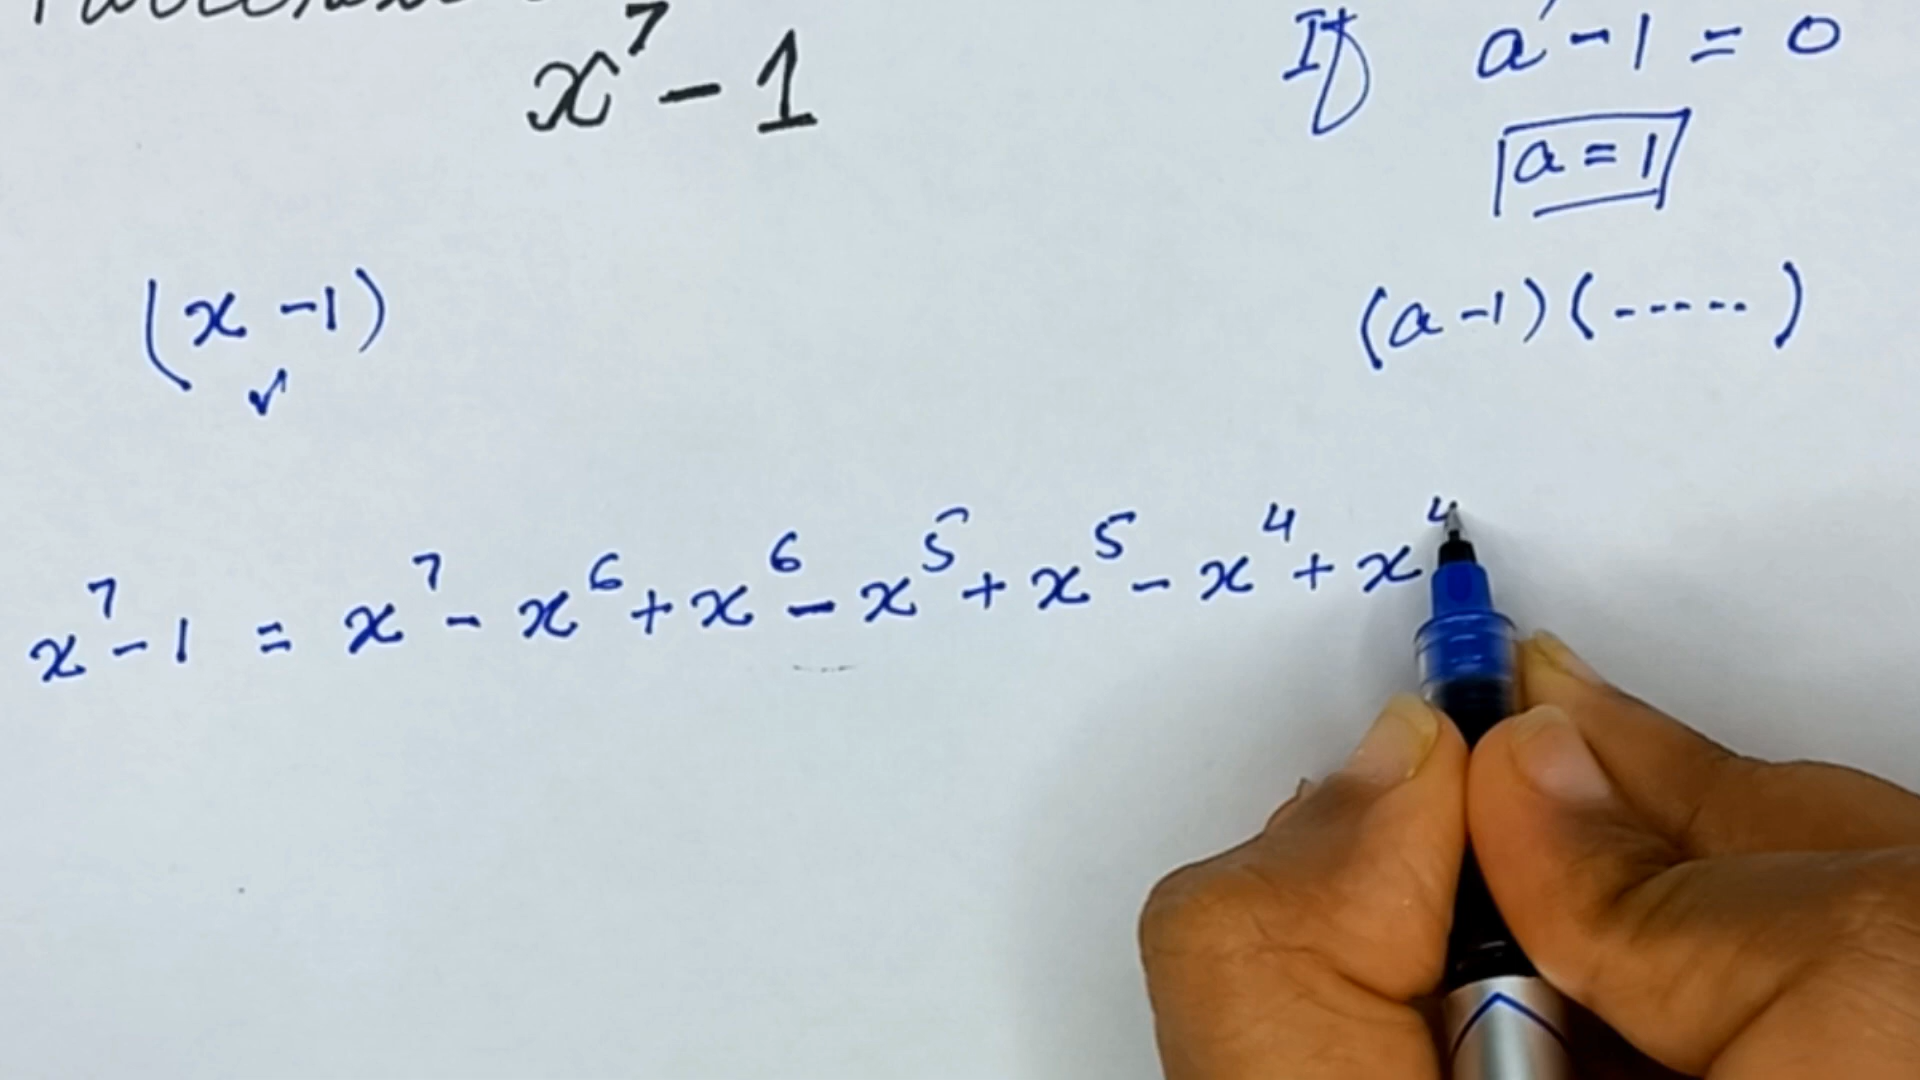 x⁷ - 1
If a - 1 = 0
a = 1
(x - 1)
✓
(a - 1)(-----)
x⁷ - 1 = x⁷ - x⁶ + x⁶ - x⁵ + x⁵ - x⁴ + x⁴